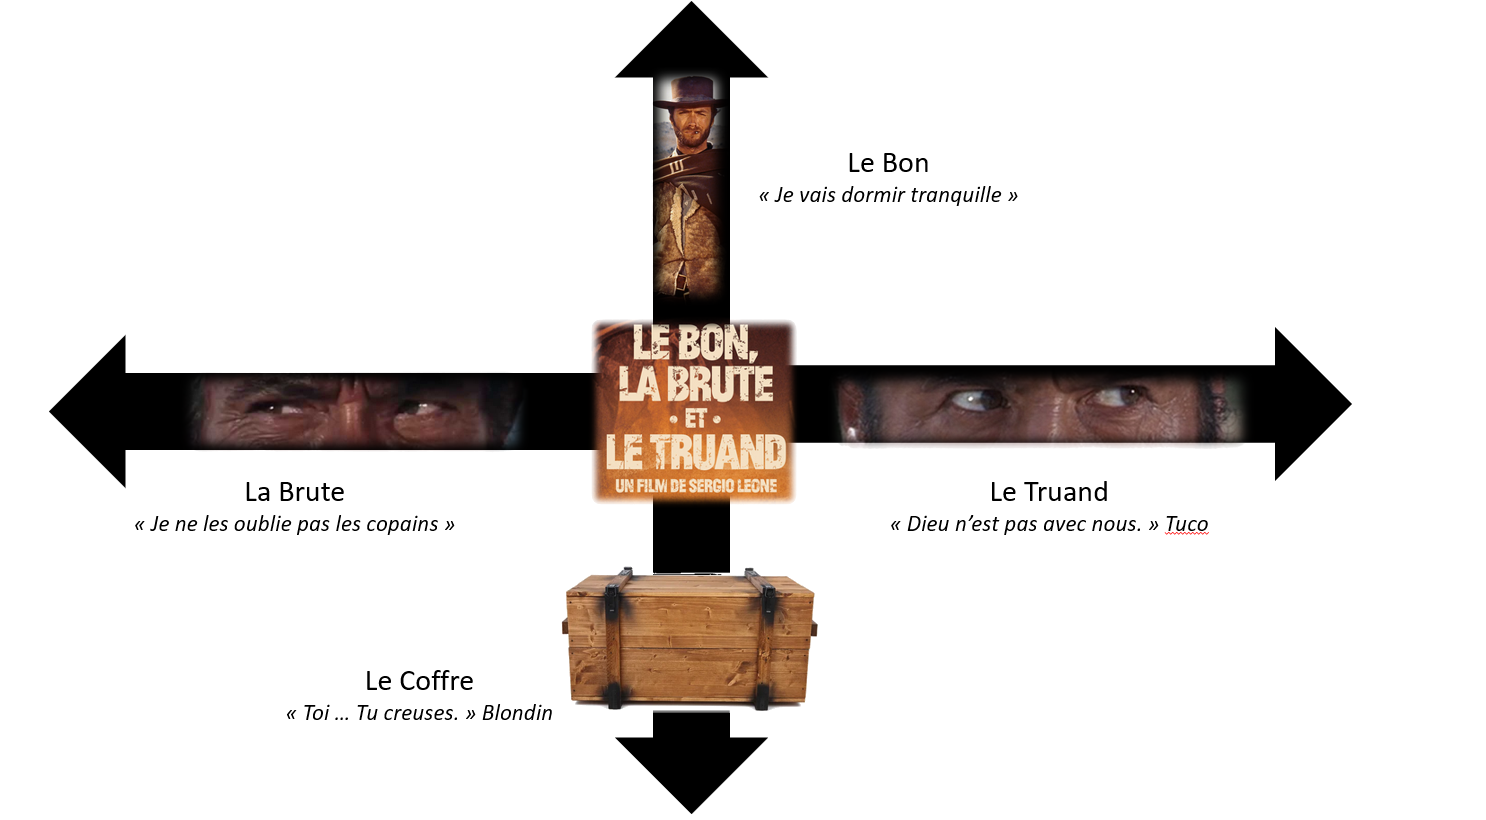 Le Bon
« Je vais dormir tranquille »
LE BON,
LA BRUTE
• ET •
LE TRUAND
UN FILM DE SERGIO LEONE
La Brute
« Je ne les oublie pas les copains »
Le Truand
« Dieu n’est pas avec nous. » Tuco
Le Coffre
« Toi … Tu creuses. » Blondin